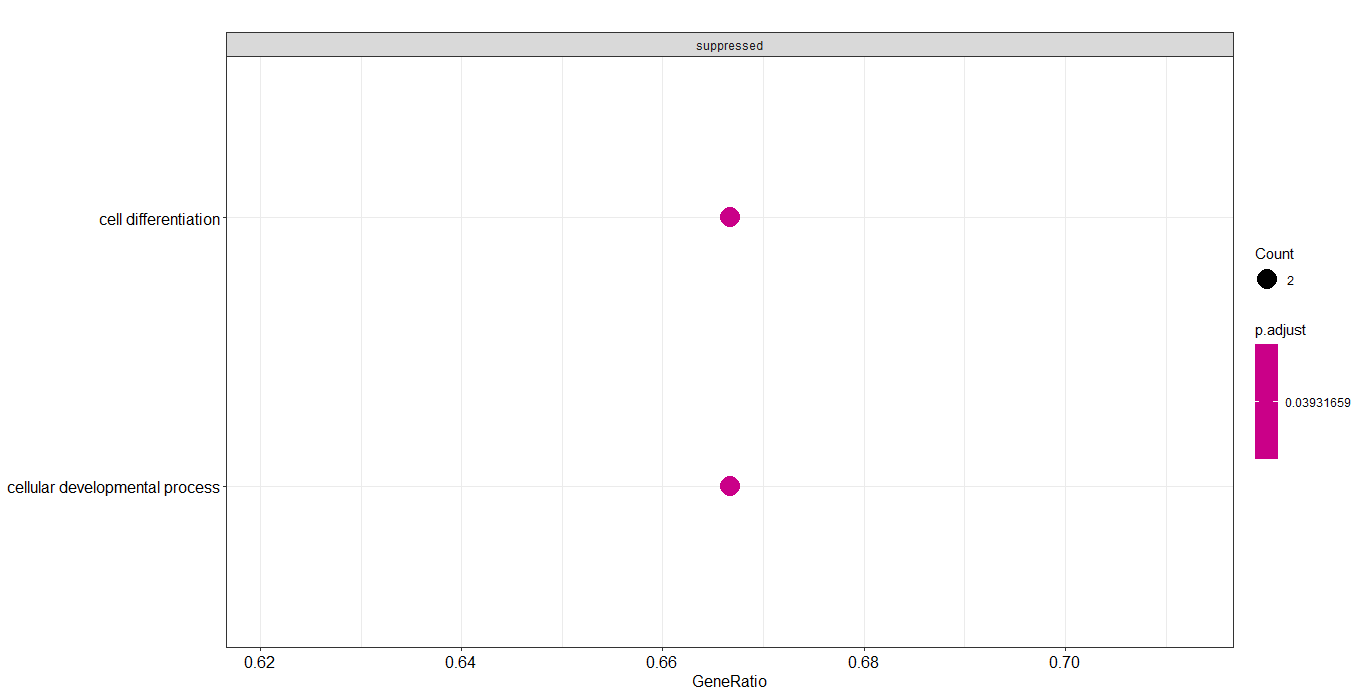 suppressed
cell differentiation
cellular developmental process
0.62 0.64 0.66 0.68 0.70
GeneRatio
Count
2
p.adjust
0.03931659